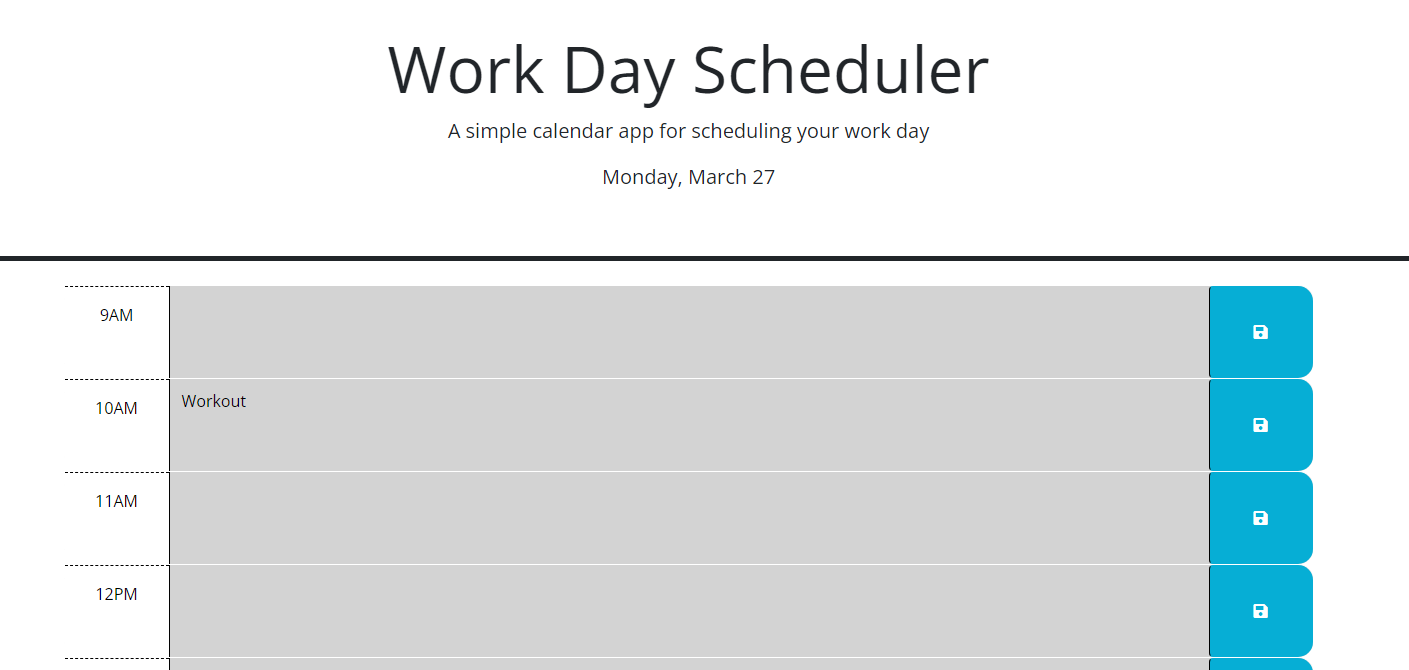 Work Day Scheduler
A simple calendar app for scheduling your work day
Monday, March 27
9AM
10AM
Workout
11AM
12PM